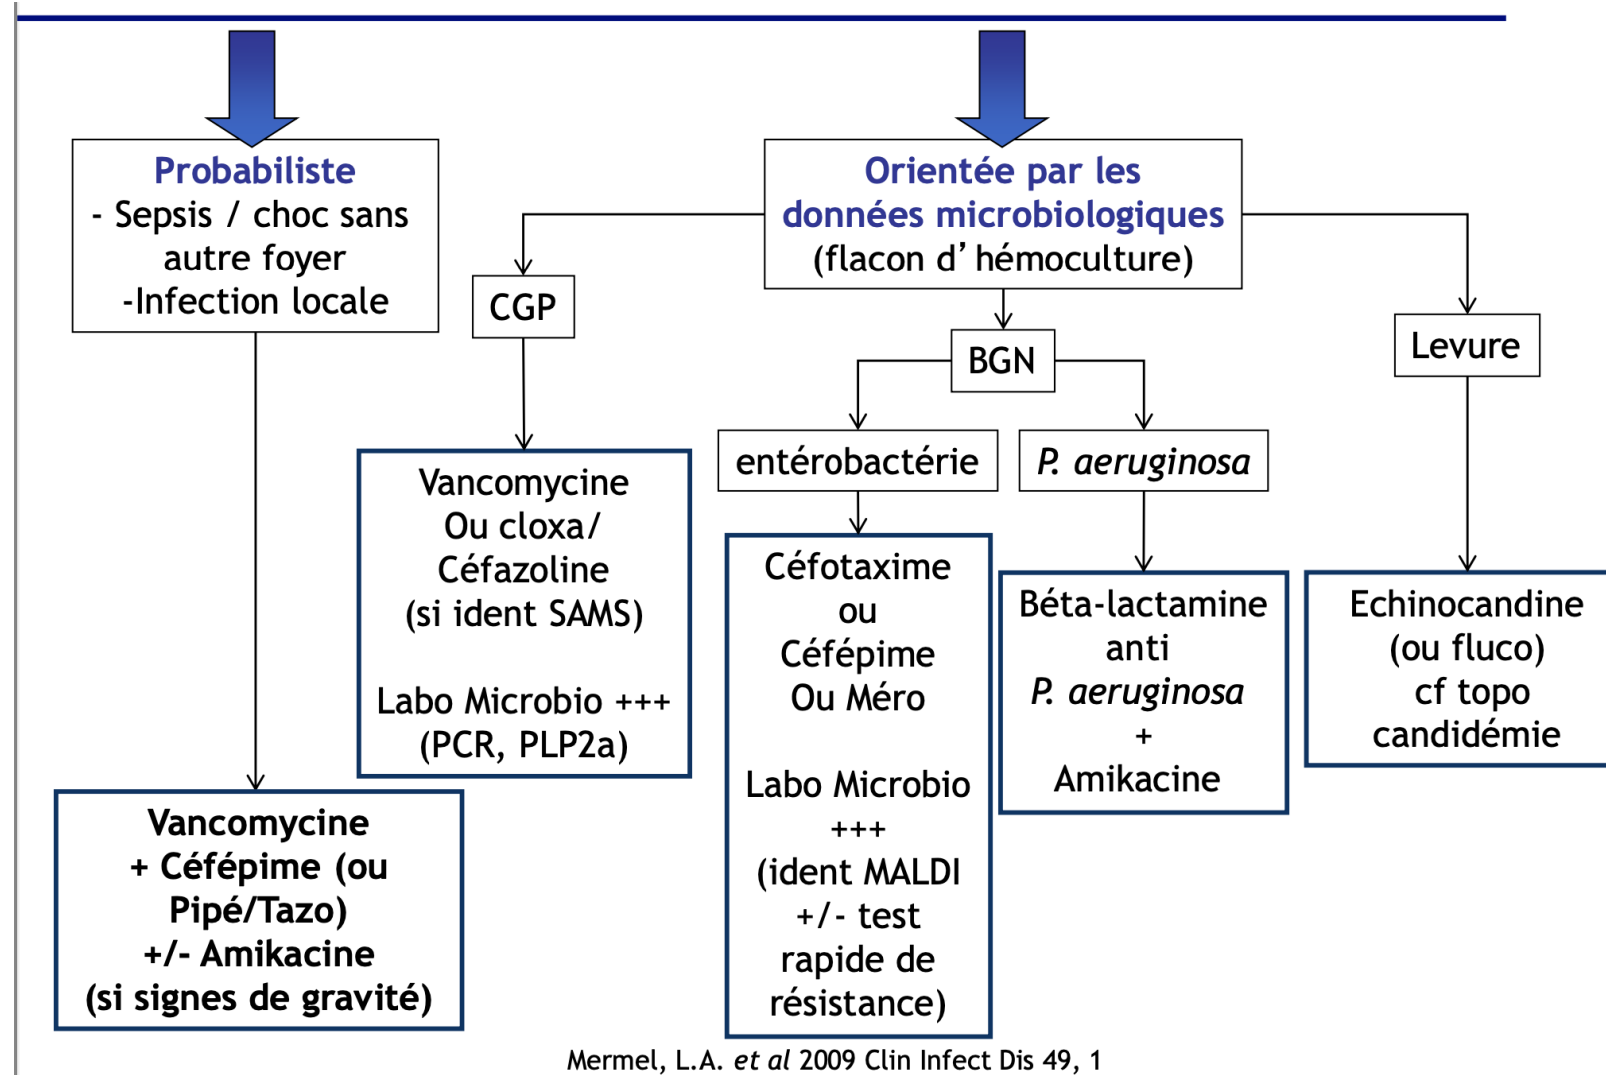 Probabiliste
- Sepsis / choc sans
autre foyer
-Infection locale
Orientée par les
données microbiologiques
(flacon d’hémoculture)
CGP
BGN
Levure
entérobactérie
P. aeruginosa
Vancomycine
Ou cloxa/
Céfazoline
(si ident SAMS)
Labo Microbio +++
(PCR, PLP2a)
Céfotaxime
ou
Céfépime
Ou Méro
Labo Microbio
+++
(ident MALDI
+/- test
rapide de
résistance)
Béta-lactamine
anti
P. aeruginosa
+
Amikacine
Echinocandine
(ou fluco)
cf topo
candidémie
Vancomycine
+ Céfépime (ou
Pipé/Tazo)
+/- Amikacine
(si signes de gravité)
Mermel, L.A. et al 2009 Clin Infect Dis 49, 1